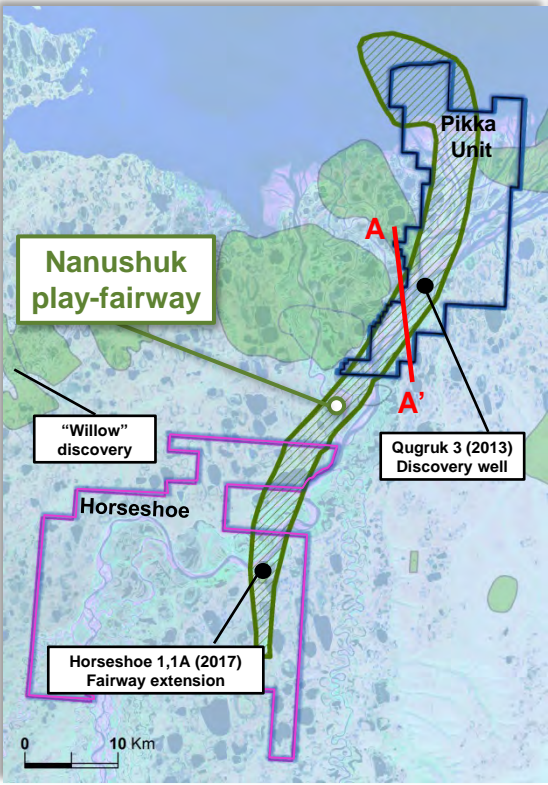 Pikka
Unit
A
Nanushuk
play-fairway
A’
“Willow”
discovery
Qugruk 3 (2013)
Discovery well
Horseshoe
Horseshoe 1,1A (2017)
Fairway extension
0 10 Km